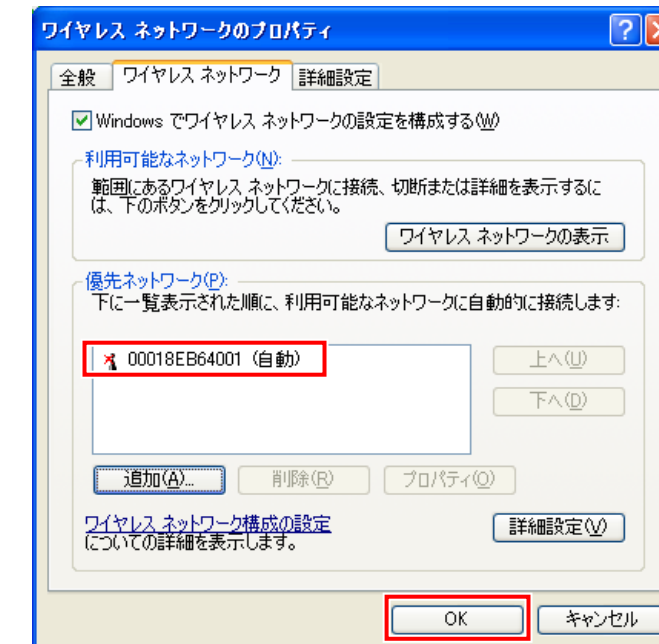 ワイヤレス ネットワークのプロパティ
全般 ワイヤレス ネットワーク 詳細設定
Windows でワイヤレス ネットワークの設定を構成する(W)
利用可能なネットワーク(N):
範囲にあるワイヤレス ネットワークに接続、切断または詳細を表示するに
は、下のボタンをクリックしてください。
ワイヤレス ネットワークの表示
優先ネットワーク(P):
下に一覧表示された順に、利用可能なネットワークに自動的に接続します:
00018EB64001 (自動)
上へ(U)
下へ(D)
追加(A)... 削除(R) プロパティ(O)
ワイヤレス ネットワーク構成の設定
についての詳細を表示します。
詳細設定(V)
OK キャンセル